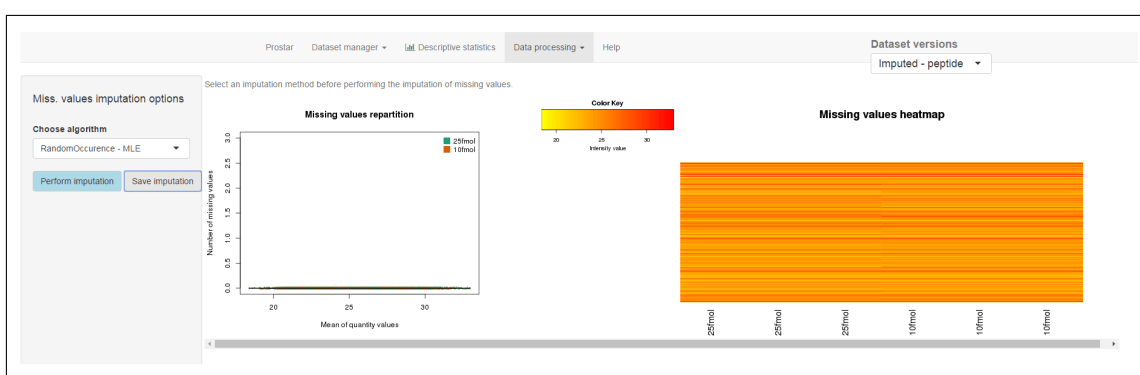 Prostar Dataset manager Descriptive statistics Data processing Help
Dataset versions
Imputed - peptide
Miss. values imputation options
Choose algorithm
RandomOccurence - MLE
Perform imputation Save imputation
Select an imputation method before performing the imputation of missing values.
Missing values repartition
25fmol
10fmol
Number of missing values
3.0
2.5
2.0
1.5
1.0
0.5
0.0
20 25 30
Mean of quantity values
Color Key
20 25 30
Intensity value
Missing values heatmap
25fmol
25fmol
25fmol
10fmol
10fmol
10fmol